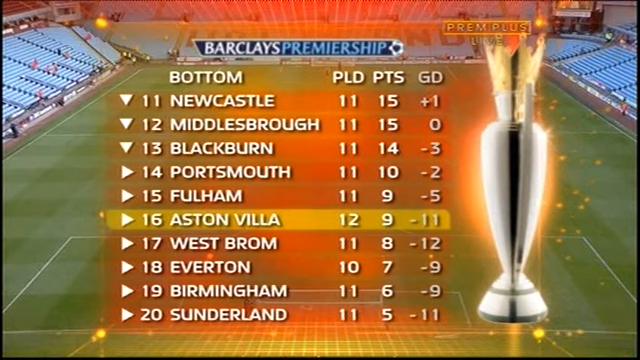 PREM PLUS
LIVE
BARCLAYS PREMIERSHIP
BOTTOM PLD PTS GD
11 NEWCASTLE 11 15 +1
12 MIDDLESBROUGH 11 15 0
13 BLACKBURN 11 14 -3
14 PORTSMOUTH 11 10 -2
15 FULHAM 11 9 -5
16 ASTON VILLA 12 9 -11
17 WEST BROM 11 8 -12
18 EVERTON 10 7 -9
19 BIRMINGHAM 11 6 -9
20 SUNDERLAND 11 5 -11